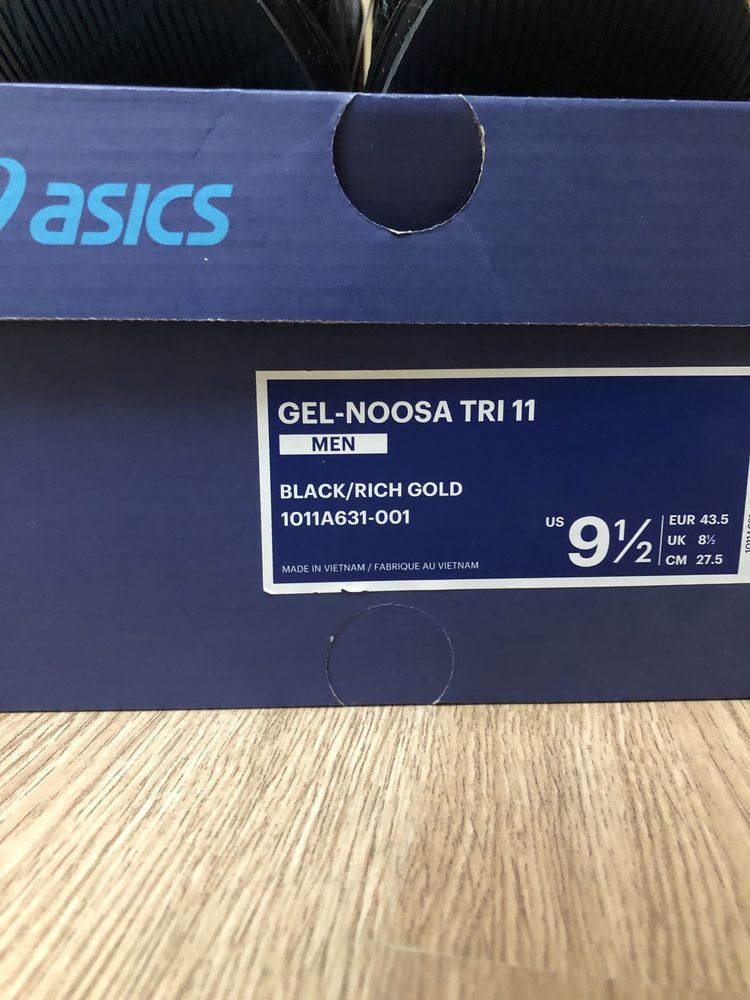 asics
GEL-NOOSA TRI 11
MEN
BLACK/RICH GOLD
1011A631-001
US 9½
EUR 43.5
UK 8½
CM 27.5
MADE IN VIETNAM / FABRIQUE AU VIETNAM